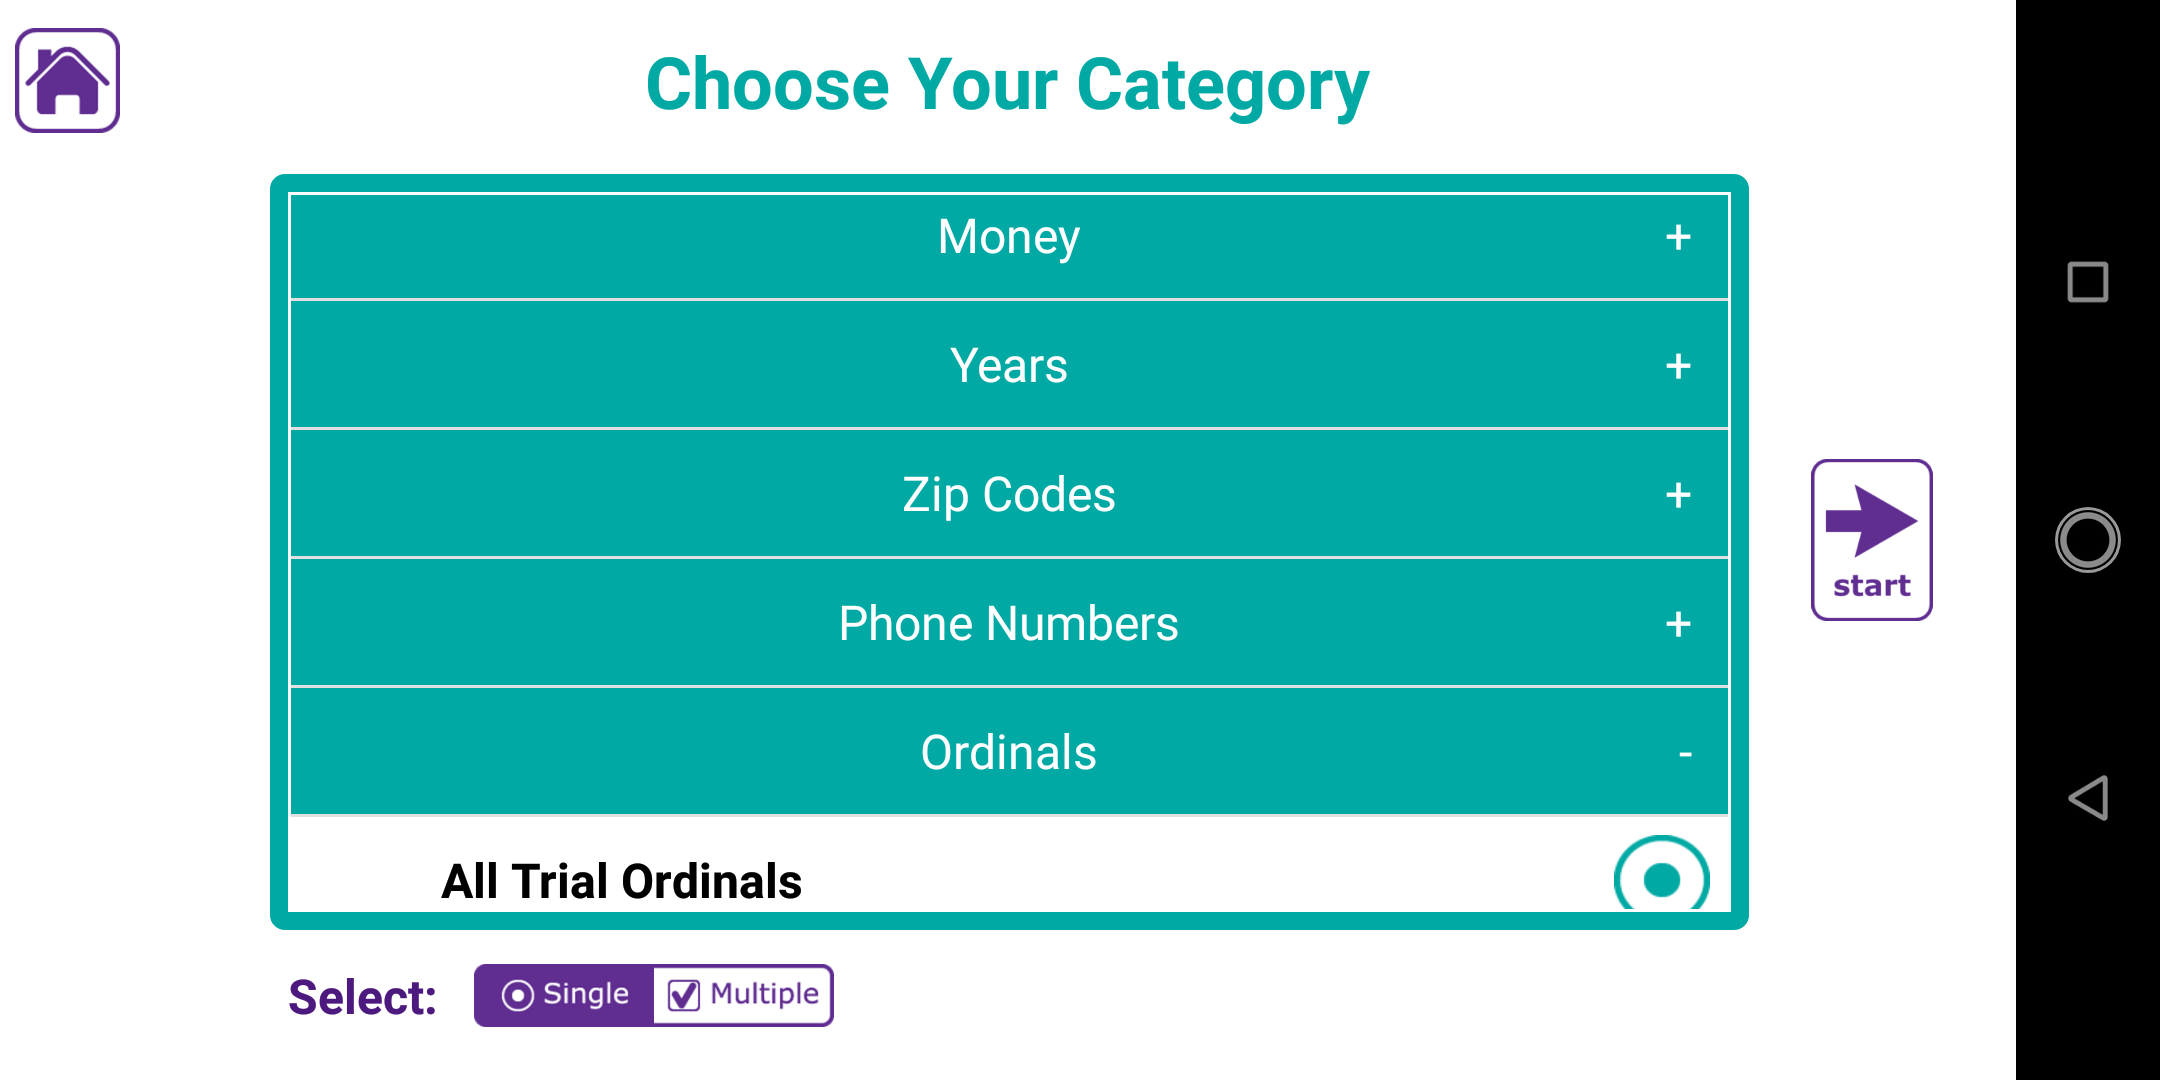 Choose Your Category
Money +
Years +
Zip Codes +
Phone Numbers +
Ordinals -
All Trial Ordinals
start
Select: Single Multiple